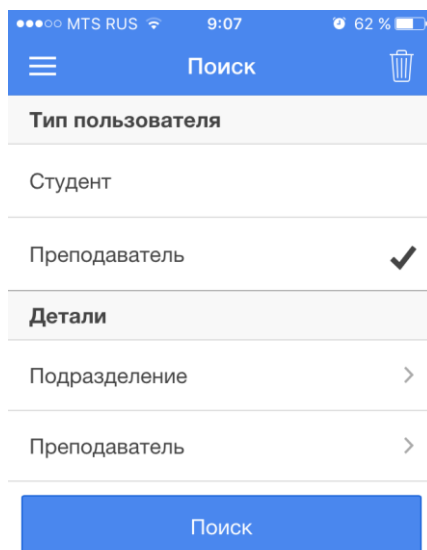 MTS RUS 9:07 62 %
Поиск
Тип пользователя
Студент
Преподаватель
Детали
Подразделение
Преподаватель
Поиск